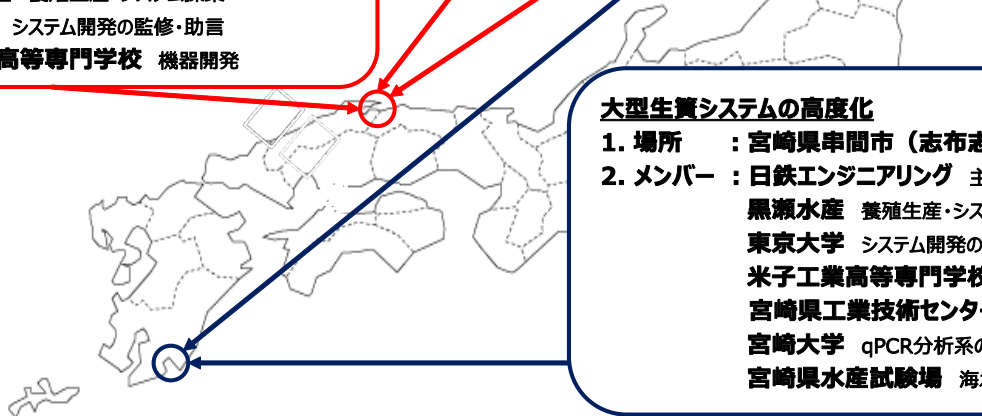 システム開発の監修・助言
高等専門学校 機器開発
大型生簀システムの高度化
1. 場所 : 宮崎県串間市(志布志
2. メンバー : 日鉄エンジニアリング 主
黒瀬水産 養殖生産・シス
東京大学 システム開発の
米子工業高等専門学校
宮崎県工業技術センター
宮崎大学 qPCR分析系の
宮崎県水産試験場 海